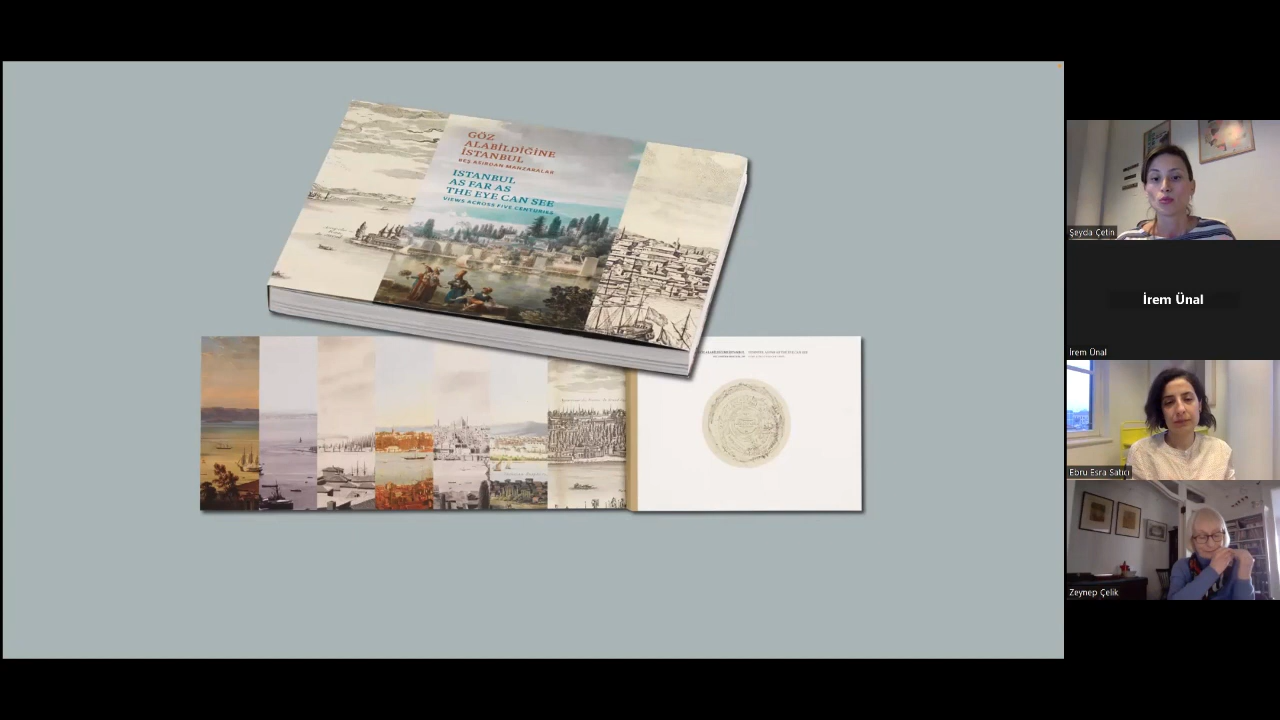 GÖZ
ALABİLDİĞİNE
İSTANBUL
BEŞ ASIRDAN MANZARALAR
ISTANBUL
AS FAR AS
THE EYE CAN SEE
VIEWS ACROSS FIVE CENTURIES
Şeyda Çetin
İrem Ünal
İrem Ünal
Ebru Esra Satıcı
Zeynep Çelik